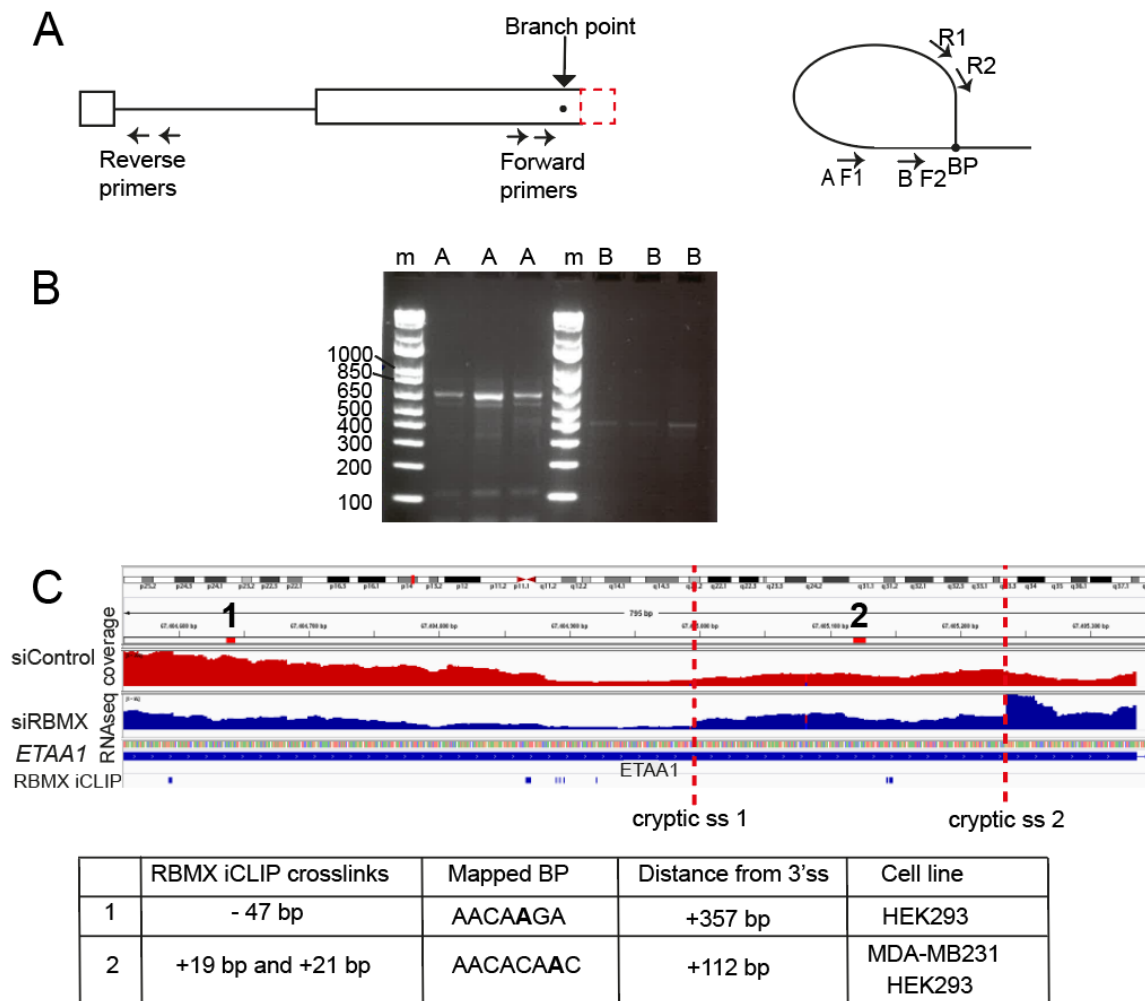 A
Branch point
Reverse
primers
Forward
primers
R1
R2
A F1
B F2
BP
B
m A A A m B B B
1000
850
650
500
400
300
200
100
C
RNAseq coverage
795 bp
1
2
siControl
siRBMX
ETAA1
ETAA1
RBMX iCLIP
cryptic ss 1
cryptic ss 2
RBMX iCLIP crosslinks Mapped BP Distance from 3'ss Cell line
1 - 47 bp AACAAGA +357 bp HEK293
2 +19 bp and +21 bp AACACAAC +112 bp MDA-MB231
HEK293